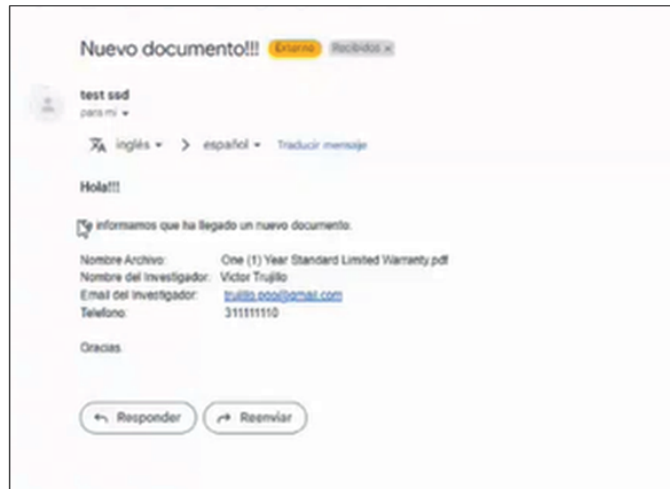 Nuevo documento!!! Externo Recibidos x
test ssd
para mí
inglés > español Traducir mensaje
Hola!!!
Te informamos que ha llegado un nuevo documento.
Nombre Archivo: One (1) Year Standard Limited Warranty.pdf
Nombre del Investigador: Victor Trujillo
Email del Investigador:
Telefono: 311111110
Gracias.
Responder Reenviar